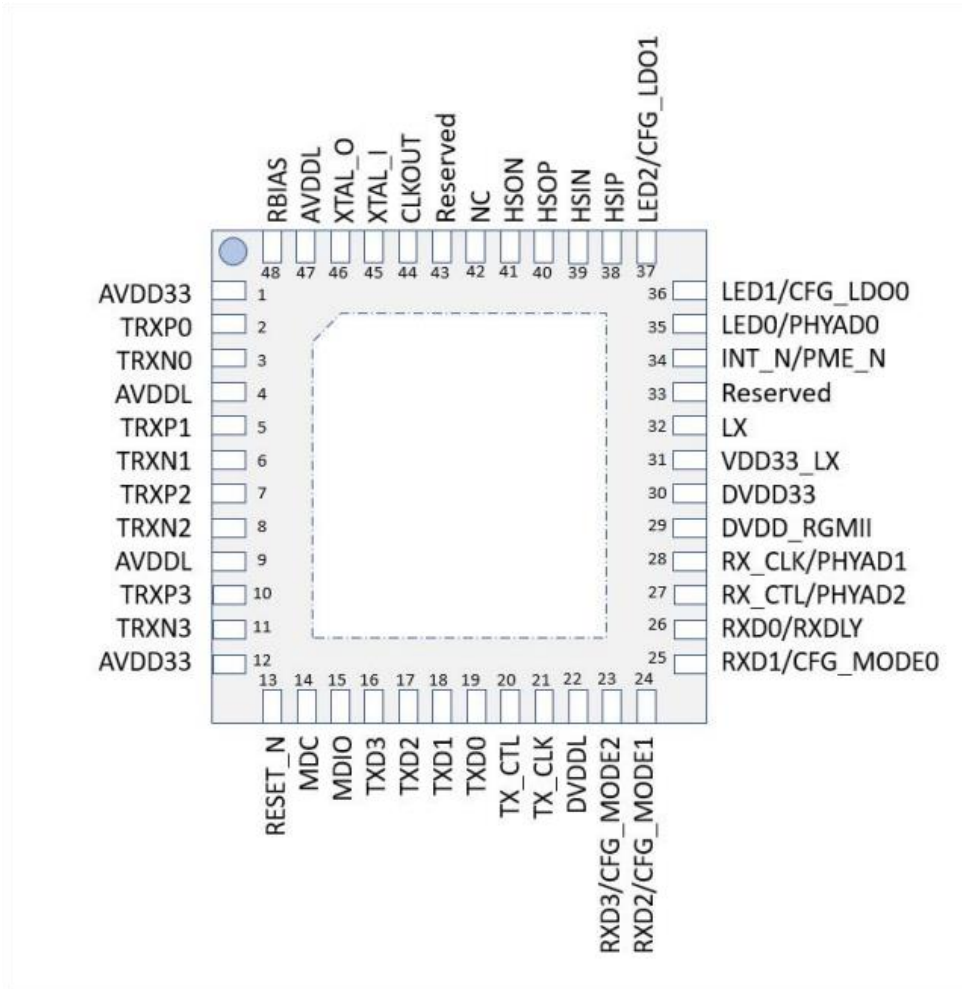 RBIAS
AVDDL
XTAL_O
XTAL_I
CLKOUT
Reserved
NC
HSON
HSOP
HSIN
HSIP
LED2/CFG_LDO1
48
47
46
45
44
43
42
41
40
39
38
37
AVDD33 1
TRXP0 2
TRXN0 3
AVDDL 4
TRXP1 5
TRXN1 6
TRXP2 7
TRXN2 8
AVDDL 9
TRXP3 10
TRXN3 11
AVDD33 12
36 LED1/CFG_LDO0
35 LED0/PHYAD0
34 INT_N/PME_N
33 Reserved
32 LX
31 VDD33_LX
30 DVDD33
29 DVDD_RGMII
28 RX_CLK/PHYAD1
27 RX_CTL/PHYAD2
26 RXD0/RXDLY
25 RXD1/CFG_MODE0
13
14
15
16
17
18
19
20
21
22
23
24
RESET_N
MDC
MDIO
TXD3
TXD2
TXD1
TXD0
TX_CTL
TX_CLK
DVDDL
RXD3/CFG_MODE2
RXD2/CFG_MODE1